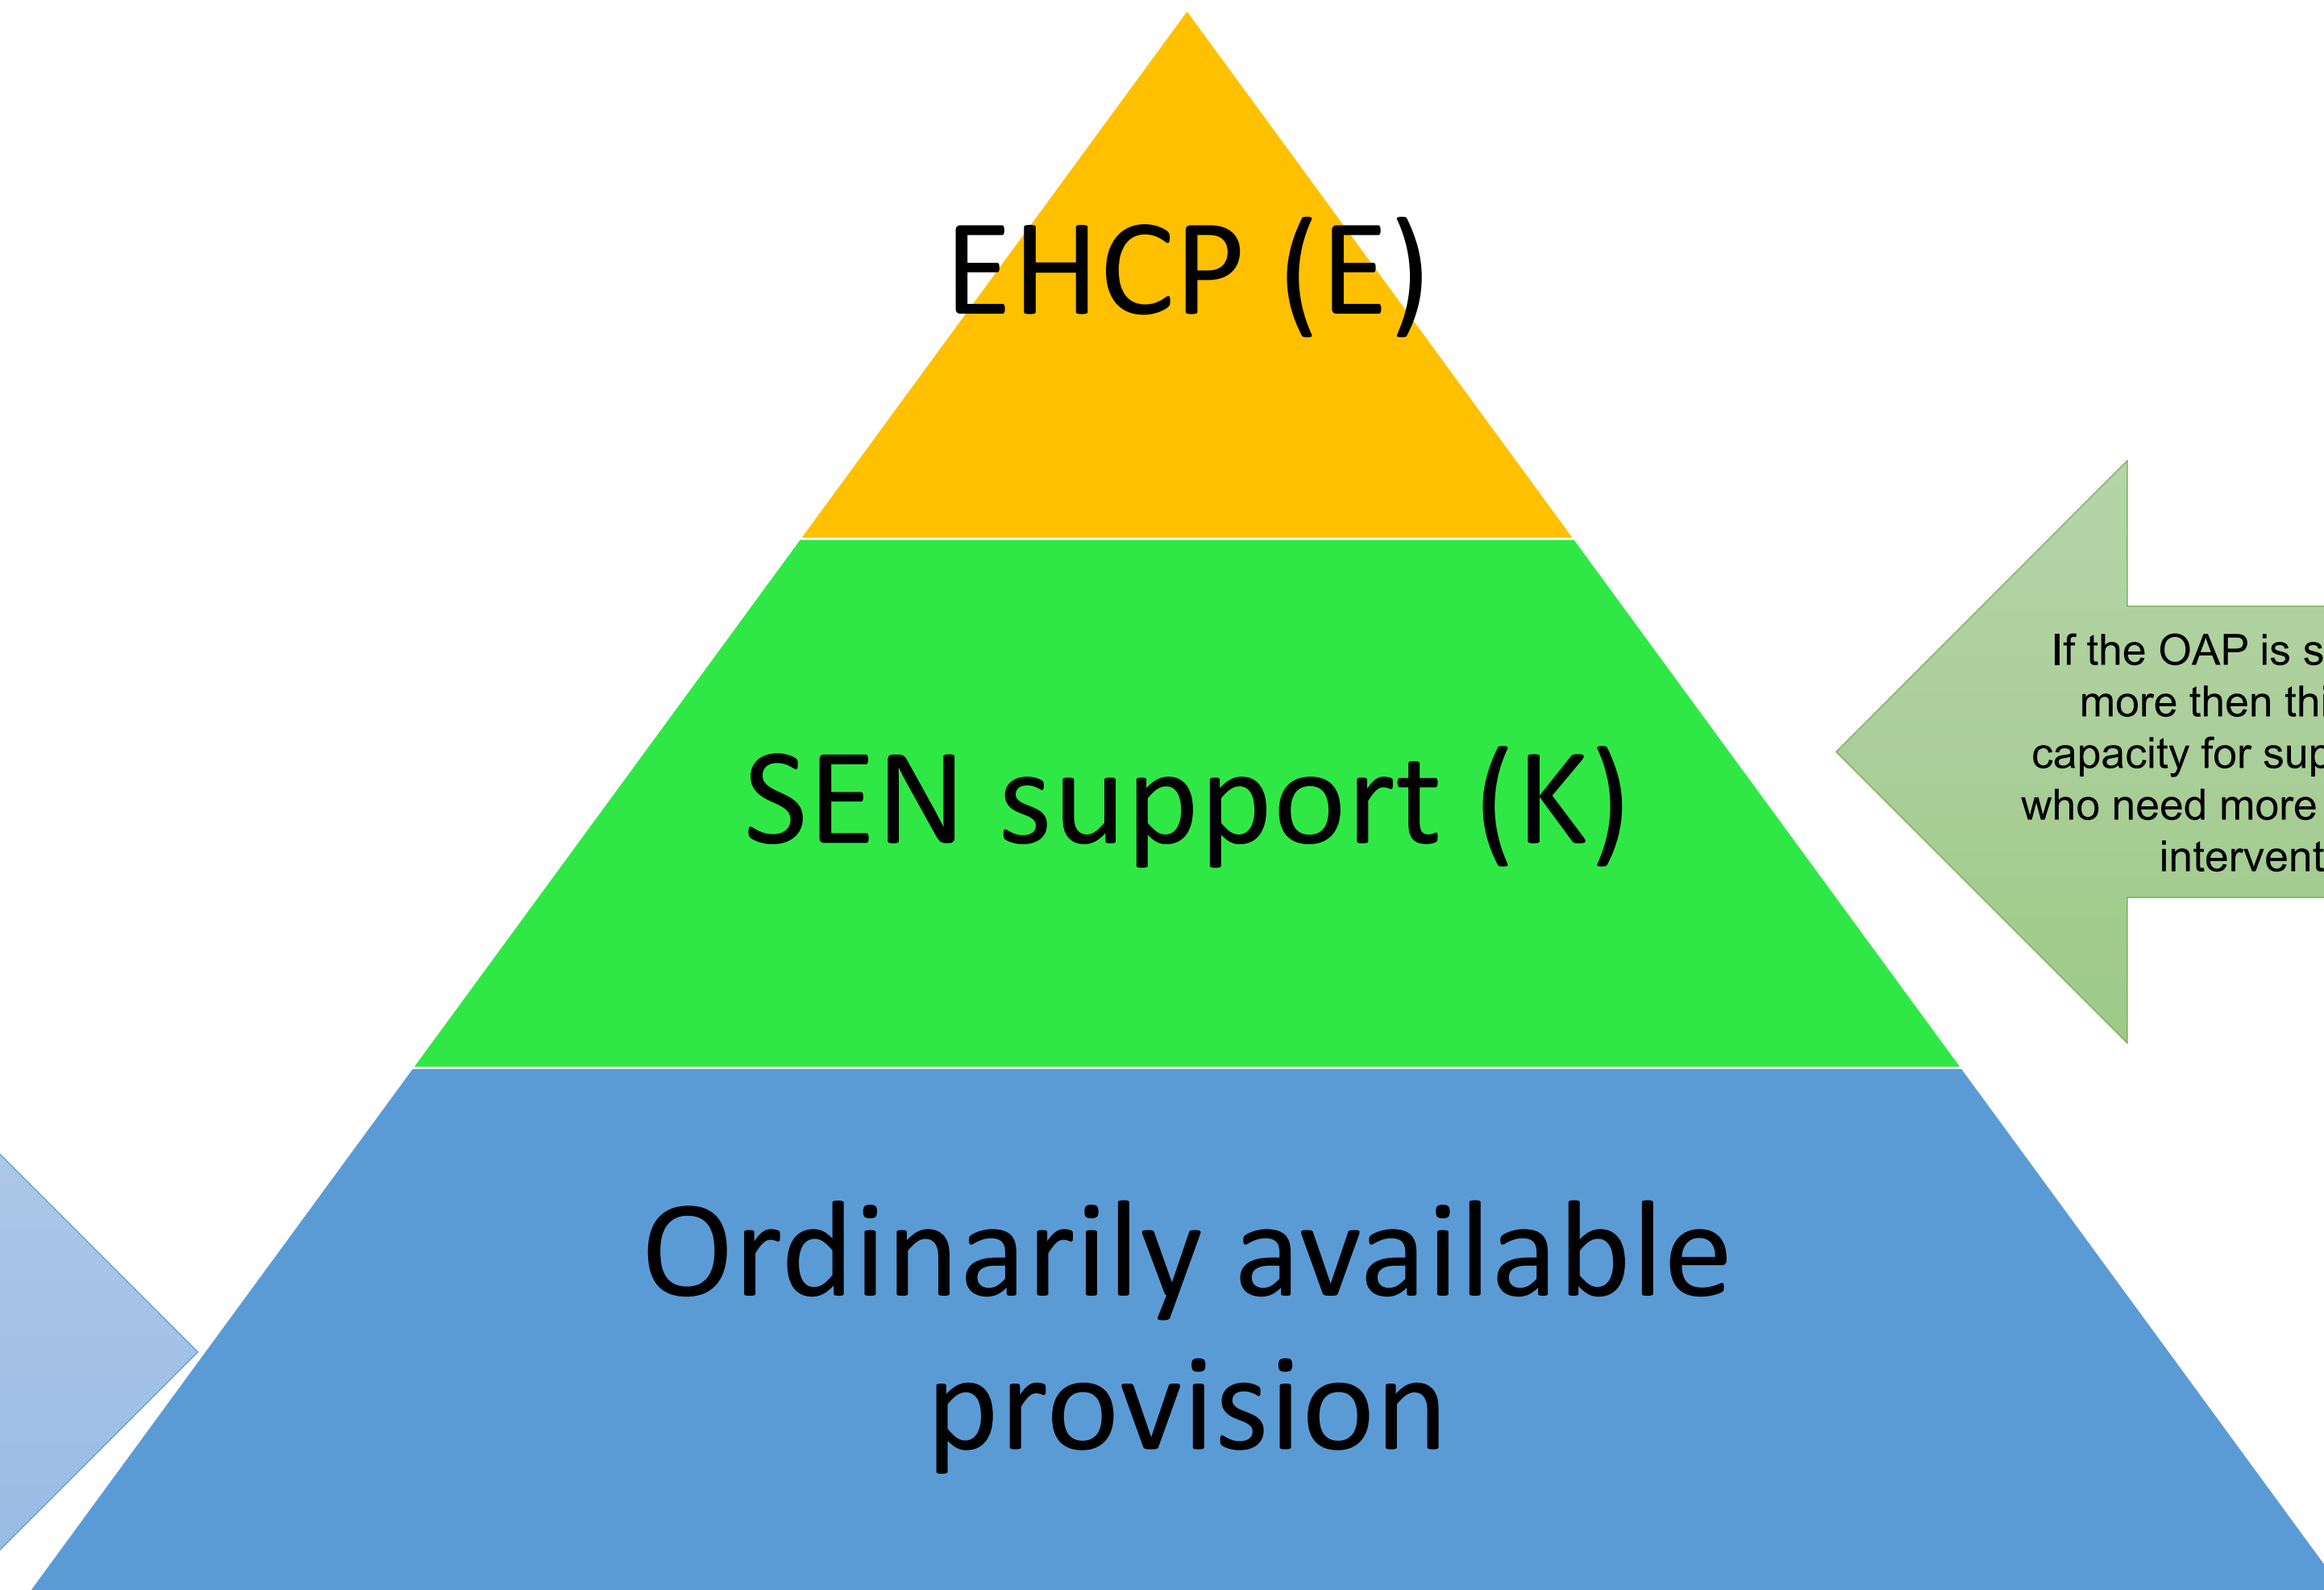 EHCP (E)
SEN support (K)
If the OAP is
more then
capacity for
who need more
Ordinarily available
provision